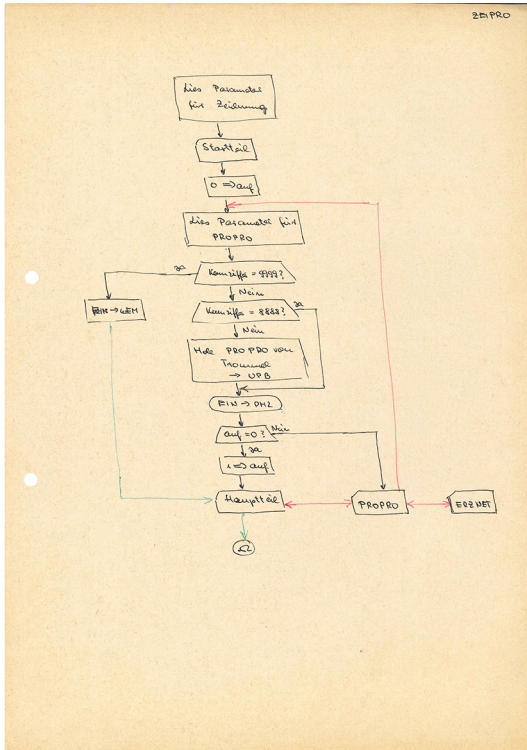 ZEIPRO
Lies Parameter
für Zeichnung
Startteil
0 ⇒ auf
Lies Parameter für
PROPRO
Kennziffer = 9999?
ja
Nein
Kennziffer = 8888?
ja
Nein
Hole PROPRO von
Trommel
→ UPB
EIN → PHZ
auf = 0?
Nein
ja
1 ⇒ auf
Hauptteil
PROPRO
ERZNET
Ω